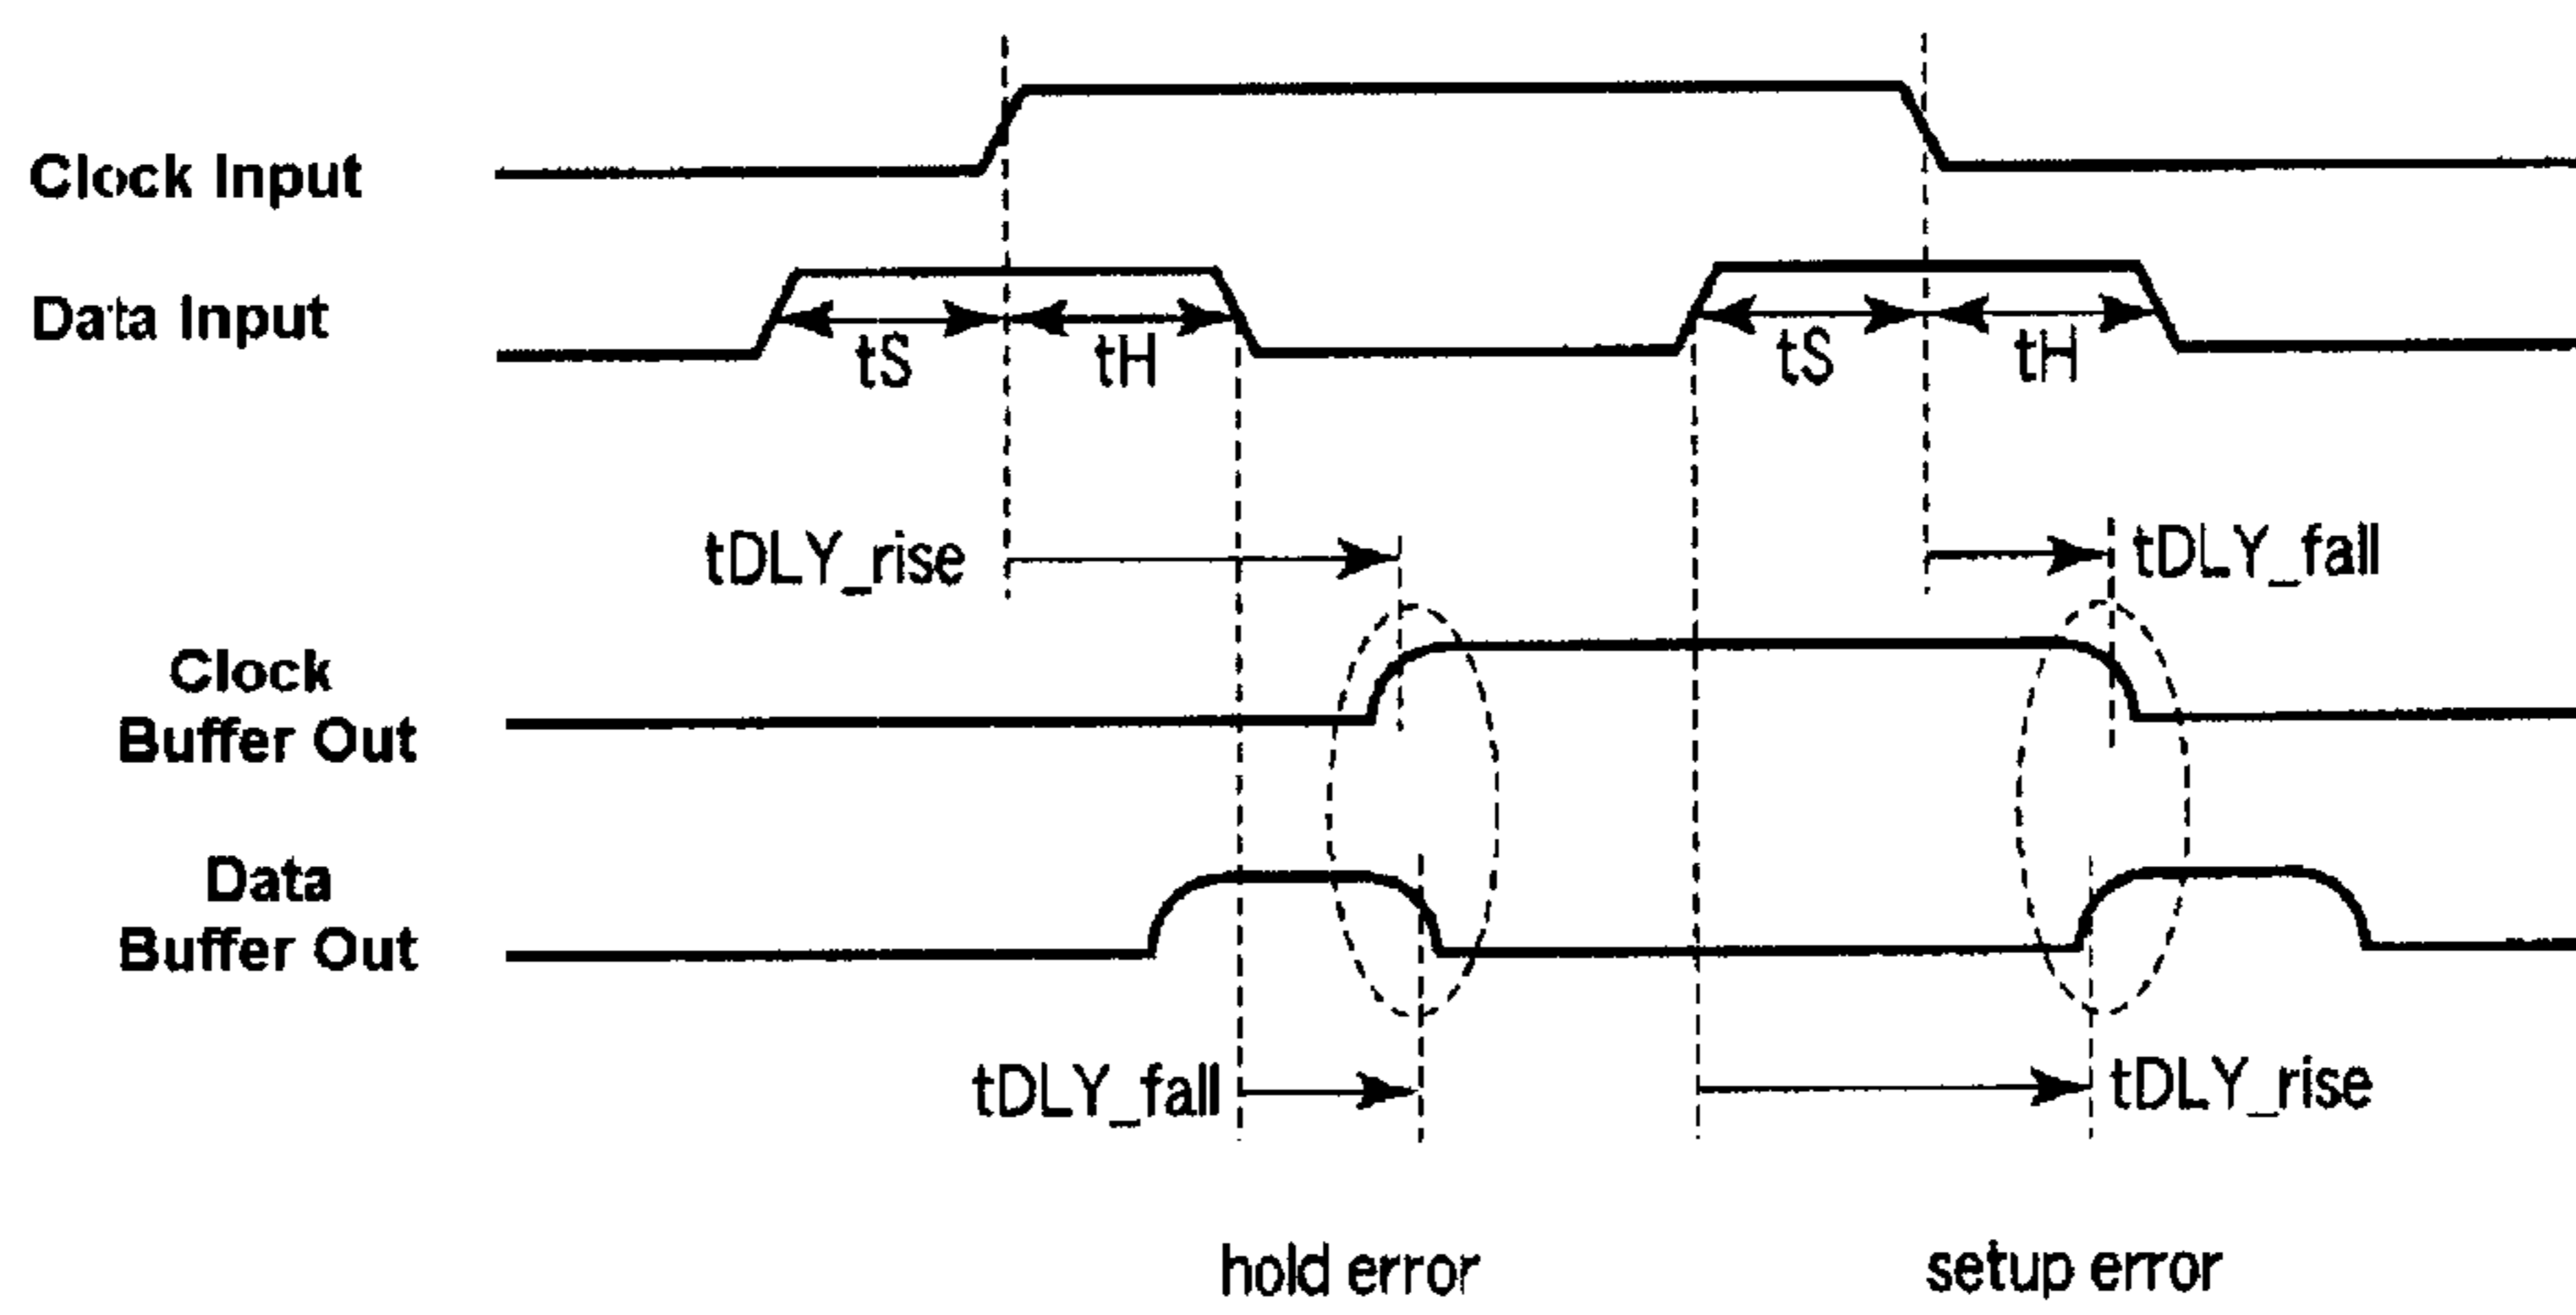 Clock Input
Data Input
tS
tH
tS
tH
tDLY_rise
tDLY_fall
Clock
Buffer Out
Data
Buffer Out
tDLY_fall
tDLY_rise
hold error
setup error